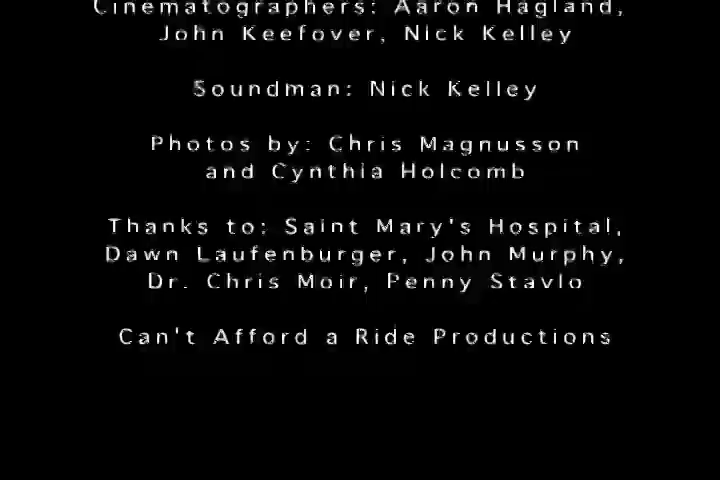 Cinematographers: Aaron Hagland,
John Keefover, Nick Kelley
Soundman: Nick Kelley
Photos by: Chris Magnusson
and Cynthia Holcomb
Thanks to: Saint Mary's Hospital,
Dawn Laufenburger, John Murphy,
Dr. Chris Moir, Penny Stavlo
Can't Afford a Ride Productions